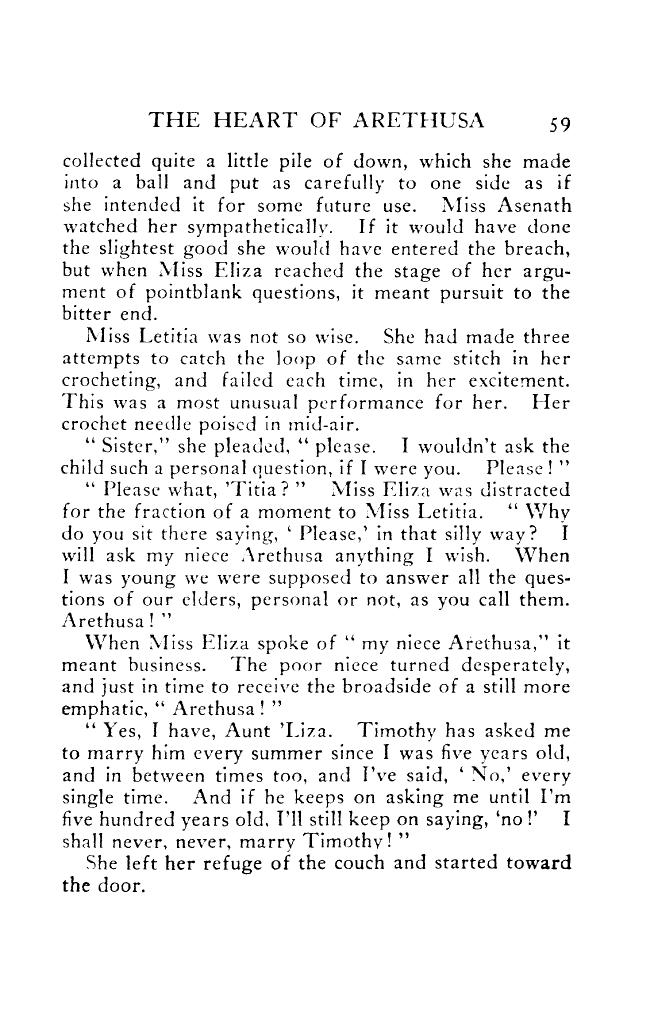 THE HEART OF ARETHUSA 59
collected quite a little pile of down, which she made
into a ball and put as carefully to one side as if
she intended it for some future use. Miss Asenath
watched her sympathetically. If it would have done
the slightest good she would have entered the breach,
but when Miss Eliza reached the stage of her argu-
ment of pointblank questions, it meant pursuit to the
bitter end.
Miss Letitia was not so wise. She had made three
attempts to catch the loop of the same stitch in her
crocheting, and failed each time, in her excitement.
This was a most unusual performance for her. Her
crochet needle poised in mid-air.
“ Sister,” she pleaded, “ please. I wouldn’t ask the
child such a personal question, if I were you. Please ! ”
“ Please what, ’Titia ? ” Miss Eliza was distracted
for the fraction of a moment to Miss Letitia. “ Why
do you sit there saying, ‘ Please,’ in that silly way? I
will ask my niece Arethusa anything I wish. When
I was young we were supposed to answer all the ques-
tions of our elders, personal or not, as you call them.
Arethusa ! ”
When Miss Eliza spoke of “ my niece Arethusa,” it
meant business. The poor niece turned desperately,
and just in time to receive the broadside of a still more
emphatic, “ Arethusa ! ”
“ Yes, I have, Aunt ’Liza. Timothy has asked me
to marry him every summer since I was five years old,
and in between times too, and I’ve said, ‘ No,’ every
single time. And if he keeps on asking me until I’m
five hundred years old, I’ll still keep on saying, ‘no !’ I
shall never, never, marry Timothy ! ”
She left her refuge of the couch and started toward
the door.